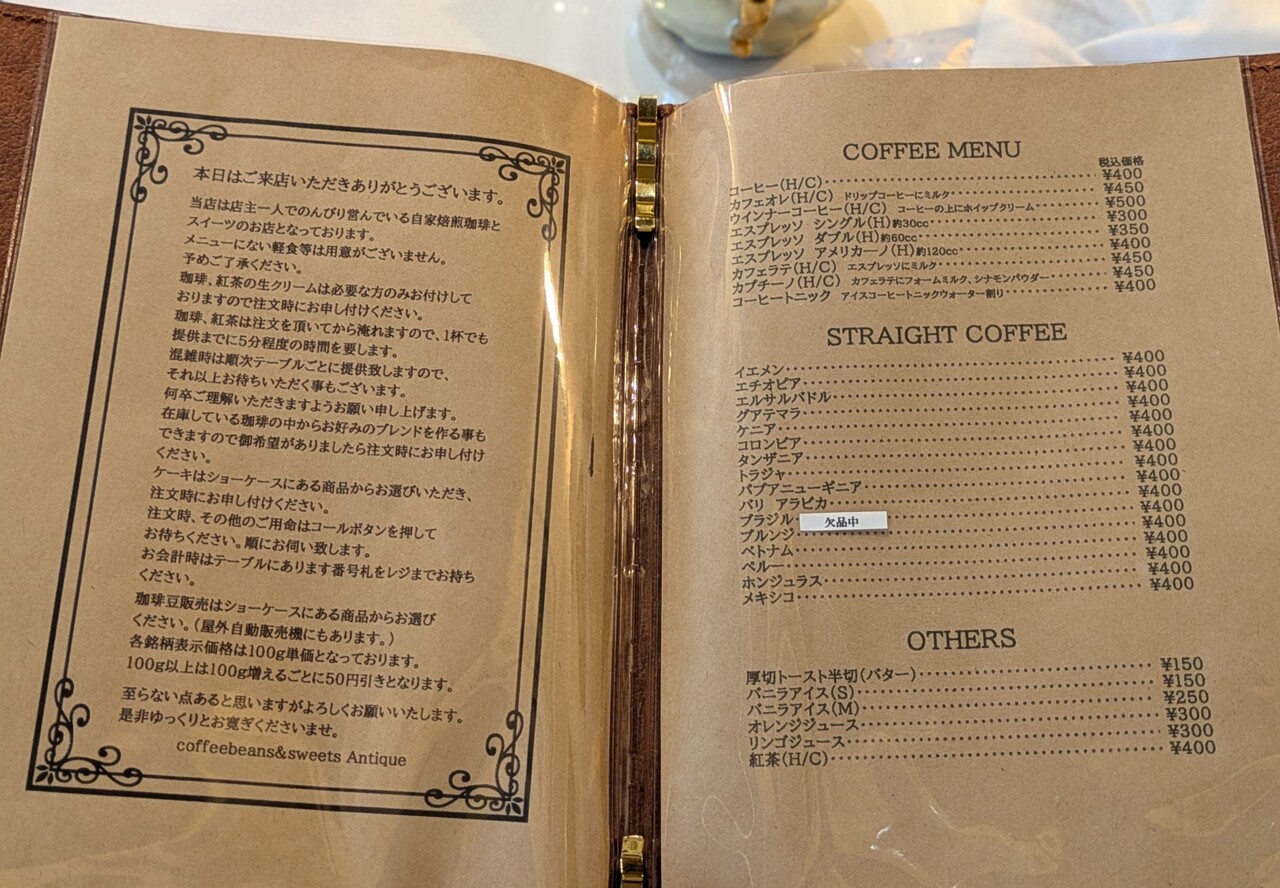 本日はご来店いただきありがとうございます。
当店は店主一人でのんびり営んでいる自家焙煎珈琲と
スイーツのお店となっております。
メニューにない軽食等は用意がございません。
予めご了承ください。
珈琲、紅茶の生クリームは必要な方のみお付けして
おりますので注文時にお申し付けください。
珈琲、紅茶は注文を頂いてから淹れますので、1杯でも
提供までに5分程度の時間を要します。
混雑時は順次テーブルごとに提供致しますので、
それ以上お待ちいただく事もございます。
何卒ご理解いただきますようお願い申し上げます。
在庫している珈琲の中からお好みのブレンドを作る事も
できますので御希望がありましたら注文時にお申し付け
ください。
ケーキはショーケースにある商品からお選びいただき、
注文時にお申し付けください。
注文時、その他のご用命はコールボタンを押して
お待ちください。順にお伺い致します。
お会計時はテーブルにあります番号札をレジまでお持ち
ください。
珈琲豆販売はショーケースにある商品からお選び
ください。(屋外自動販売機にもあります。)
各銘柄表示価格は100g単価となっております。
100g以上は100g増えるごとに50円引きとなります。
至らない点あると思いますがよろしくお願いいたします。
是非ゆっくりとお寛ぎくださいませ。
coffeebeans&sweets Antique
COFFEE MENU
税込価格
コーヒー(H/C) ¥400
カフェオレ(H/C) ドリップコーヒーにミルク ¥450
ウインナーコーヒー(H/C) コーヒーの上にホイップクリーム ¥500
エスプレッソ シングル(H)約30cc ¥300
エスプレッソ ダブル(H)約60cc ¥350
エスプレッソ アメリカーノ(H)約120cc ¥400
カフェラテ(H/C) エスプレッソにミルク ¥450
カプチーノ(H/C) カフェラテにフォームミルク、シナモンパウダー ¥450
コーヒートニック アイスコーヒートニックウォーター割り ¥400
STRAIGHT COFFEE
イエメン ¥400
エチオピア ¥400
エルサルバドル ¥400
グアテマラ ¥400
ケニア ¥400
コロンビア ¥400
タンザニア ¥400
トラジャ ¥400
パプアニューギニア ¥400
バリ アラビカ ¥400
ブラジル ¥400
欠品中
ブルンジ ¥400
ベトナム ¥400
ペルー ¥400
ホンジュラス ¥400
メキシコ ¥400
OTHERS
厚切トースト半切(バター) ¥150
バニラアイス(S) ¥150
バニラアイス(M) ¥250
オレンジジュース ¥300
リンゴジュース ¥300
紅茶(H/C) ¥400